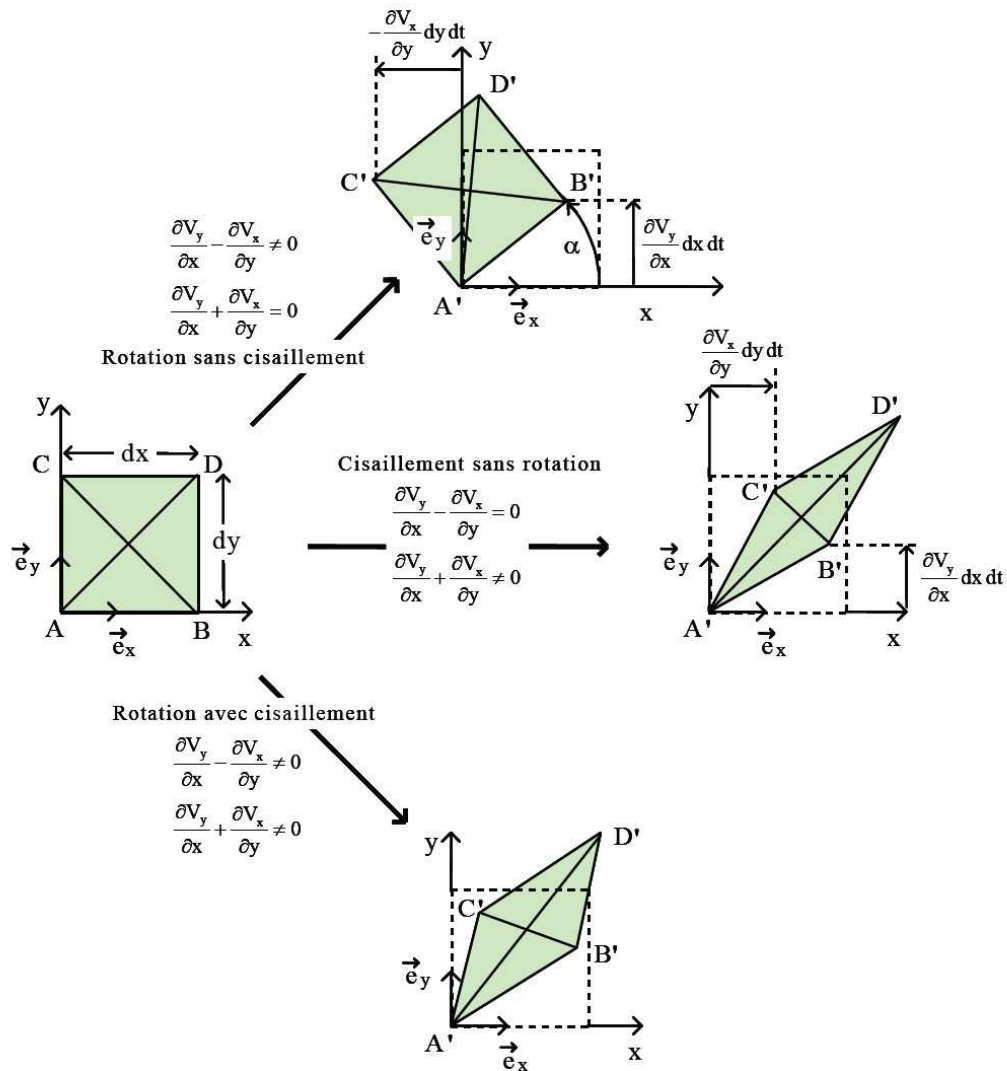 -∂Vx/∂y dy dt
y
D'
C'
B'
e⃗y
α
∂Vy/∂x dx dt
A'
e⃗x
x
∂Vy/∂x - ∂Vx/∂y ≠ 0
∂Vy/∂x + ∂Vx/∂y = 0
Rotation sans cisaillement
y
C
dx
D
dy
e⃗y
A
e⃗x
B
x
Cisaillement sans rotation
∂Vy/∂x - ∂Vx/∂y = 0
∂Vy/∂x + ∂Vx/∂y ≠ 0
∂Vx/∂y dy dt
y
D'
C'
e⃗y
B'
∂Vy/∂x dx dt
A'
e⃗x
x
Rotation avec cisaillement
∂Vy/∂x - ∂Vx/∂y ≠ 0
∂Vy/∂x + ∂Vx/∂y ≠ 0
y
D'
C'
B'
e⃗y
A'
e⃗x
x